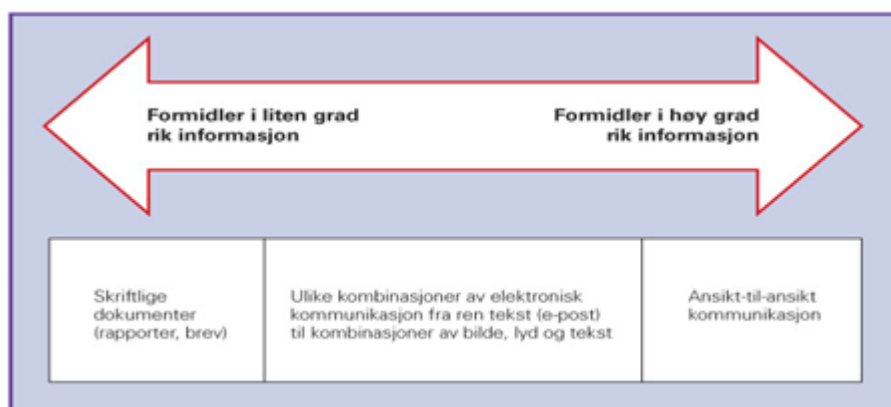 Formidler i liten grad
rik informasjon
Formidler i høy grad
rik informasjon
Skriftlige
dokumenter
(rapporter, brev)
Ulike kombinasjoner av elektronisk
kommunikasjon fra ren tekst (e-post)
til kombinasjoner av bilde, lyd og tekst
Ansikt-til-ansikt
kommunikasjon